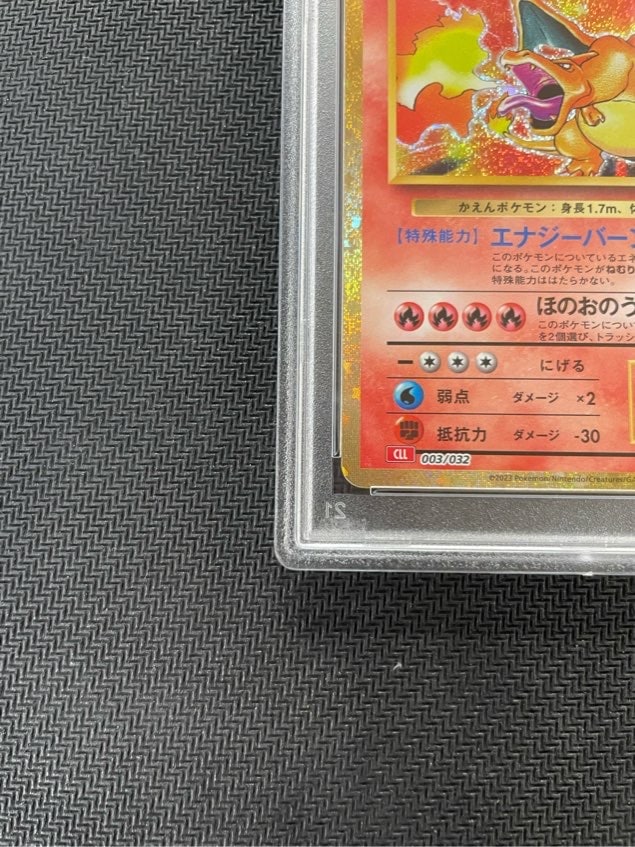 かえんポケモン:身長1.7m、
【特殊能力】 エナジーバー
このポケモンについているエネ
になる。このポケモンがねむり
特殊能力ははたらかない。
ほのおのう
このポケモンについ
を2個選び、トラッシ
にげる
弱点 ダメージ ×2
抵抗力 ダメージ -30
CLL 003/032
©2023 Pokémon/Nintendo/Creatures/GA
21